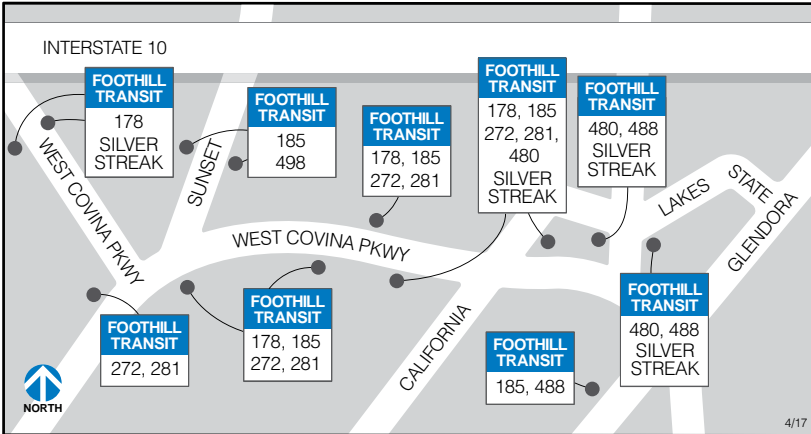 INTERSTATE 10
FOOTHILL
TRANSIT
178
SILVER
STREAK
FOOTHILL
TRANSIT
185
498
FOOTHILL
TRANSIT
178, 185
272, 281
FOOTHILL
TRANSIT
178, 185
272, 281,
480
SILVER
STREAK
FOOTHILL
TRANSIT
480, 488
SILVER
STREAK
WEST COVINA PKWY
SUNSET
WEST COVINA PKWY
LAKES
STATE
GLENDORA
CALIFORNIA
FOOTHILL
TRANSIT
272, 281
FOOTHILL
TRANSIT
178, 185
272, 281
FOOTHILL
TRANSIT
185, 488
FOOTHILL
TRANSIT
480, 488
SILVER
STREAK
NORTH
4/17